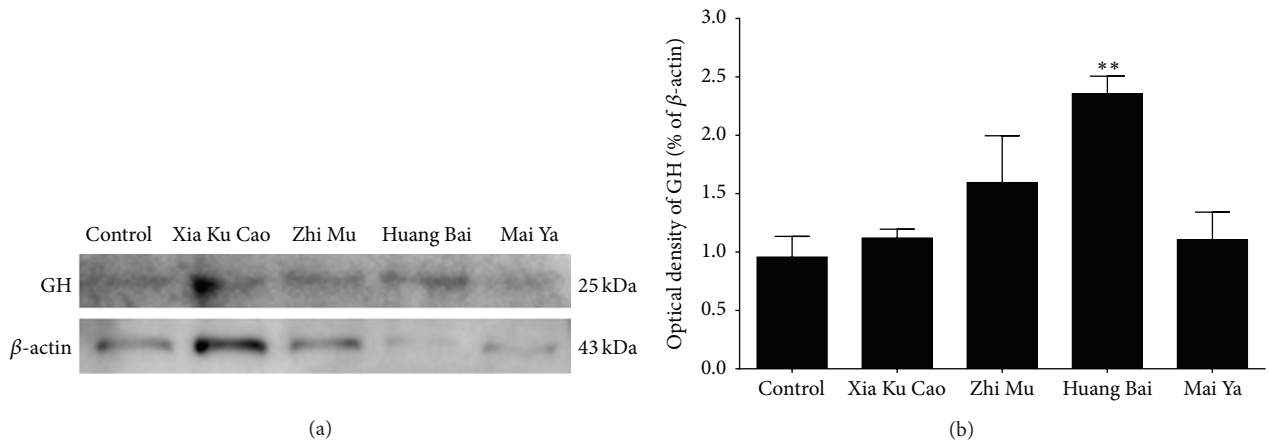 Control Xia Ku Cao Zhi Mu Huang Bai Mai Ya
GH 25 kDa
β-actin 43 kDa
(a)
Optical density of GH (% of β-actin)
3.0
2.5
2.0
1.5
1.0
0.5
0.0
**
Control Xia Ku Cao Zhi Mu Huang Bai Mai Ya
(b)